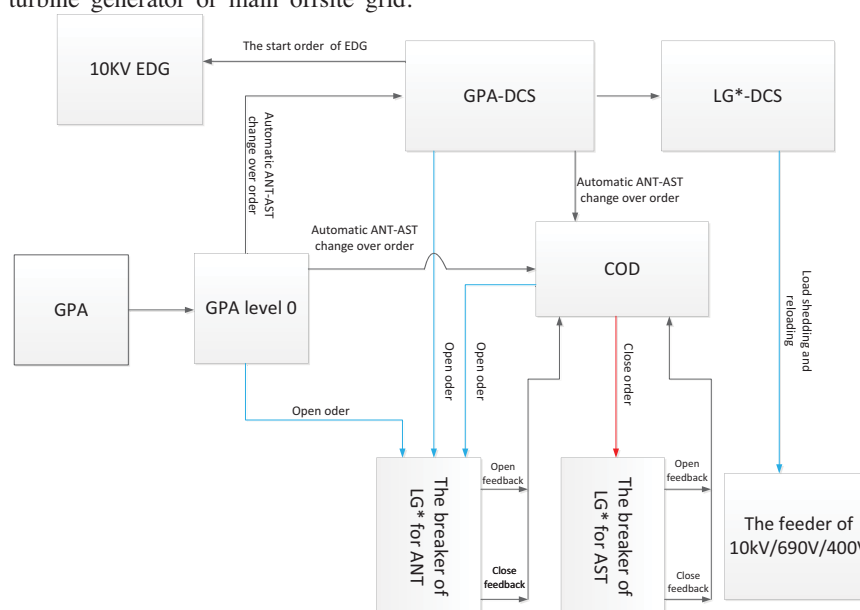 turbine generator or main offsite grid.
The start order of EDG
10KV EDG
GPA-DCS
LG*-DCS
Automatic ANT-AST
change over order
Automatic ANT-AST
change over order
Automatic ANT-AST
change over order
COD
GPA
GPA level 0
Load shedding and
reloading
Open oder
Open oder
Close order
Open oder
The breaker of
LG* for ANT
Open
feedback
Close
feedback
The breaker of
LG* for AST
Open
feedback
Close
feedback
The feeder of
10kV/690V/400V